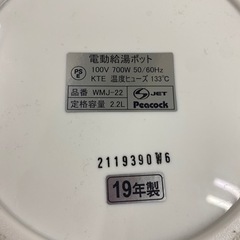 電動給湯ポット
PS E
100V 700W 50/60Hz
KTE 温度ヒューズ 133℃
品番 WMJ-22
JET
定格容量 2.2L
Peacock
2119390W6
19年製